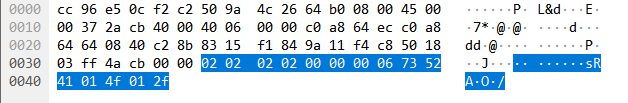 0000 cc 96 e5 0c f2 c2 50 9a 4c 26 64 b0 08 00 45 00 ······P· L&d···E·
0010 00 37 2a cb 40 00 40 06 00 00 c0 a8 64 ec c0 a8 ·7*·@·@· ····d···
0020 64 64 08 40 c2 8b 83 15 f1 84 9a 11 f4 c8 50 18 dd·@···· ······P·
0030 03 ff 4a cb 00 00 02 02 02 02 00 00 00 06 73 52 ··J····· ······sR
0040 41 01 4f 01 2f A·O·/